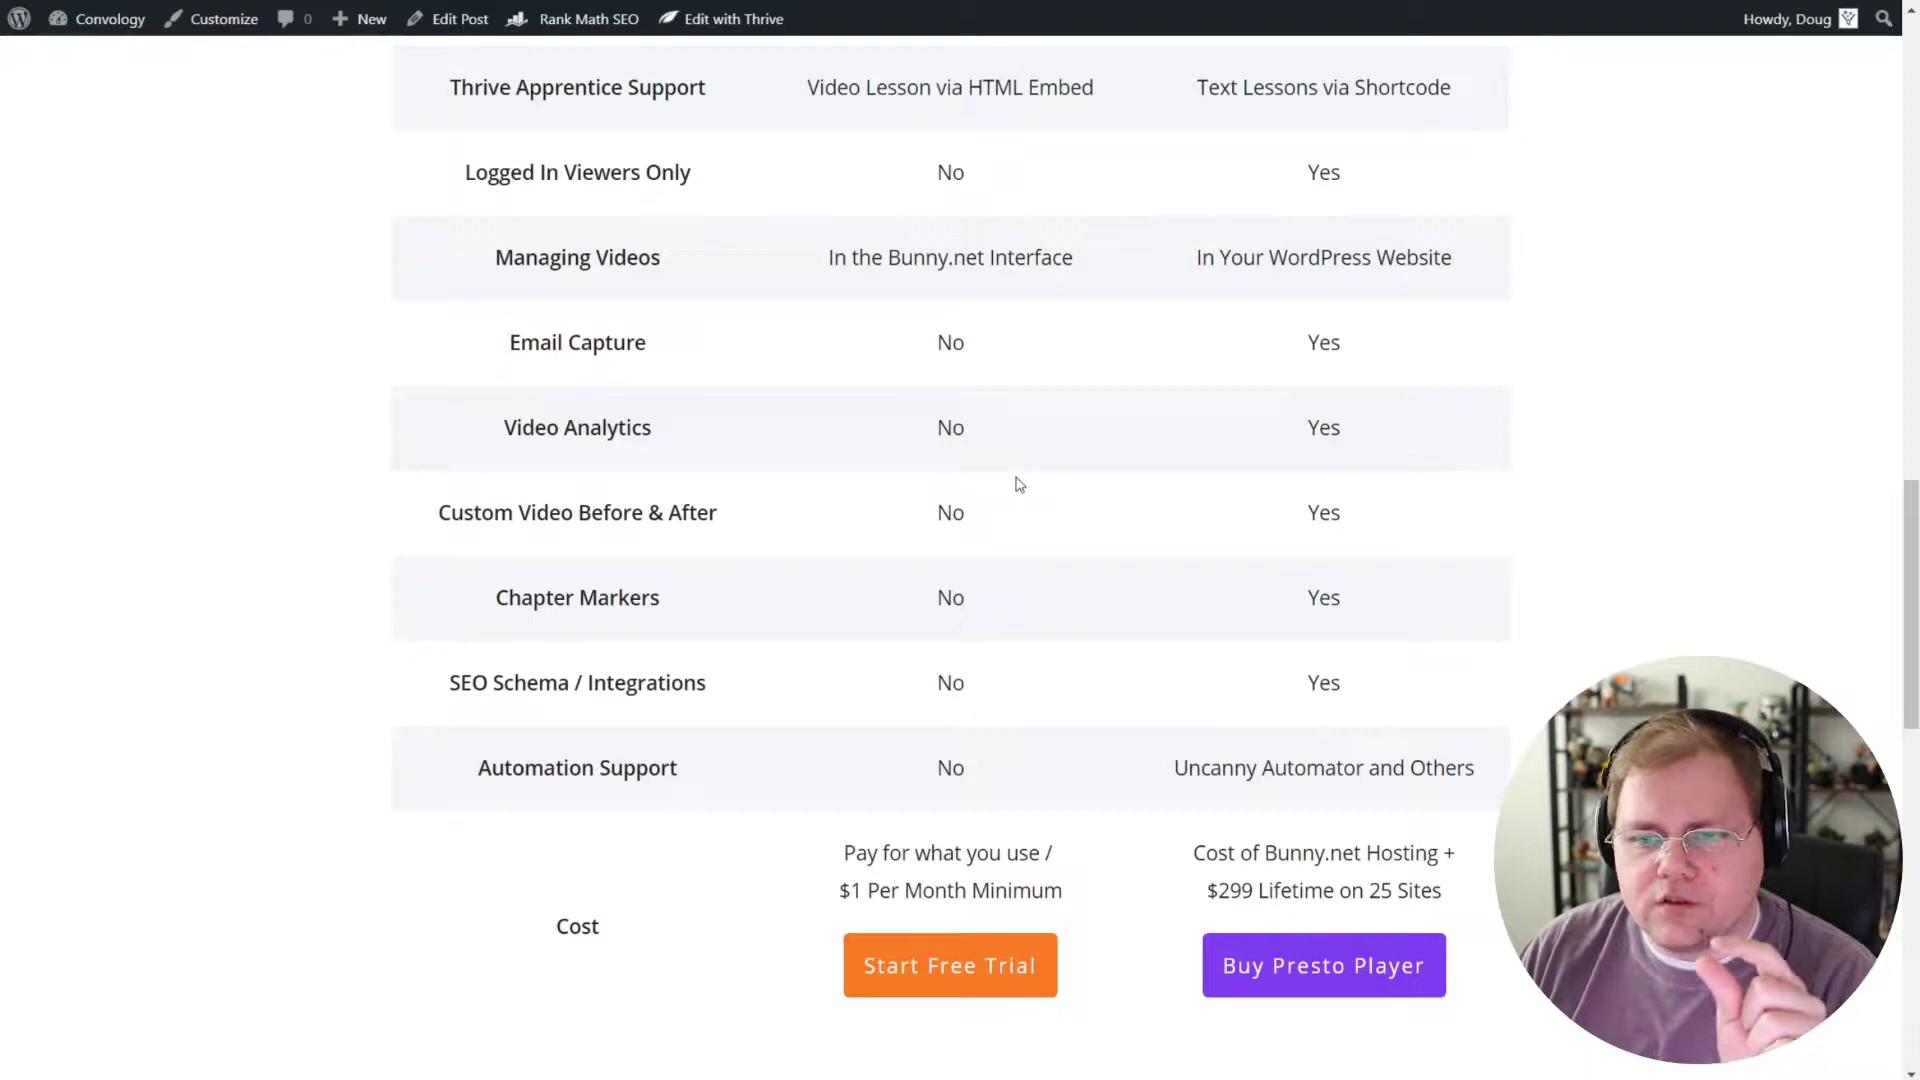 Convology Customize 0 New Edit Post Rank Math SEO Edit with Thrive Howdy, Doug
Thrive Apprentice Support Video Lesson via HTML Embed Text Lessons via Shortcode
Logged In Viewers Only No Yes
Managing Videos In the Bunny.net Interface In Your WordPress Website
Email Capture No Yes
Video Analytics No Yes
Custom Video Before & After No Yes
Chapter Markers No Yes
SEO Schema / Integrations No Yes
Automation Support No Uncanny Automator and Others
Cost
Pay for what you use /
$1 Per Month Minimum
Start Free Trial
Cost of Bunny.net Hosting +
$299 Lifetime on 25 Sites
Buy Presto Player